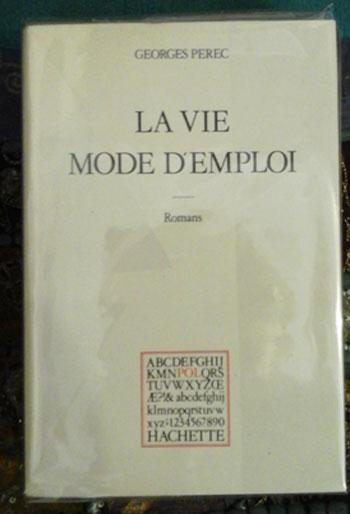 GEORGES PEREC
LA VIE
MODE D'EMPLOI
Romans
ABCDEFGHIJ
KMNPOLQRS
TUVWXYZŒ
Æ?!& abcdefghij
klmnopqrstuvw
xyz:1234567890
HACHETTE